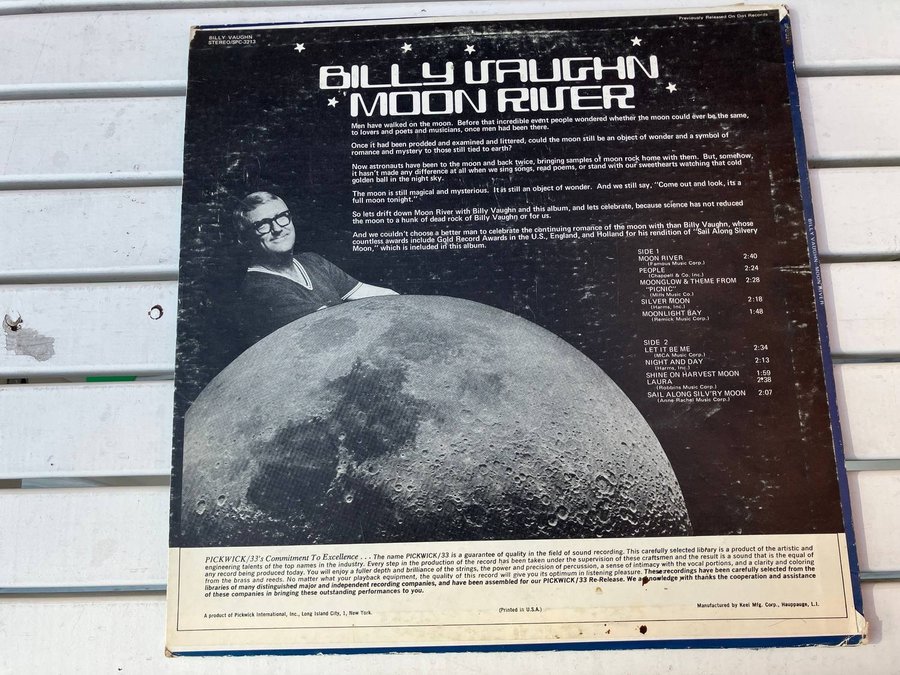 BILLY VAUGHN
STEREO/SPC-3213
Previously Released On Dot Records
BILLY VAUGHN
MOON RIVER
Men have walked on the moon. Before that incredible event people wondered whether the moon could ever be the same,
to lovers and poets and musicians, once men had been there.
Once it had been prodded and examined and littered, could the moon still be an object of wonder and a symbol of
romance and mystery to those still tied to earth?
Now astronauts have been to the moon and back twice, bringing samples of moon rock home with them. But, somehow,
it hasn't made any difference at all when we sing songs, read poems, or stand with our sweethearts watching that cold
golden ball in the night sky.
The moon is still magical and mysterious. It is still an object of wonder. And we still say, "Come out and look, its a
full moon tonight."
So lets drift down Moon River with Billy Vaughn and this album, and lets celebrate, because science has not reduced
the moon to a hunk of dead rock of Billy Vaughn or for us.
And we couldn't choose a better man to celebrate the continuing romance of the moon with than Billy Vaughn, whose
countless awards include Gold Record Awards in the U.S., England, and Holland for his rendition of "Sail Along Silvery
Moon," which is included in this album.
SIDE 1
MOON RIVER 2:40
(Famous Music Corp.)
PEOPLE 2:24
(Chappell & Co. Inc.)
MOONGLOW & THEME FROM 2:28
"PICNIC"
(Mills Music Co.)
SILVER MOON 2:18
(Harms, Inc.)
MOONLIGHT BAY 1:48
(Remick Music Corp.)
SIDE 2
LET IT BE ME 2:34
(MCA Music Corp.)
NIGHT AND DAY 2:13
(Harms, Inc.)
SHINE ON HARVEST MOON 1:59
LAURA 2:38
(Robbins Music Corp.)
SAIL ALONG SILV'RY MOON 2:07
(Anne Rachel Music Corp.)
BILLY VAUGHN MOON RIVER
PICKWICK/33's Commitment To Excellence . . . The name PICKWICK/33 is a guarantee of quality in the field of sound recording. This carefully selected library is a product of the artistic and
engineering talents of the top names in the industry. Every step in the production of the record has been taken under the supervision of these craftsmen and the result is a sound that is the equal of
any record being produced today. You will enjoy a fuller depth and brilliance of the strings, the power and precision of percussion, a sense of intimacy with the vocal portions, and a clarity and coloring
from the brass and reeds. No matter what your playback equipment, the quality of this record will give you its optimum in listening pleasure. These recordings have been carefully selected from the
libraries of many distinguished major and independent recording companies, and have been assembled for our PICKWICK/33 Re-Release. We acknowledge with thanks the cooperation and assistance
of these companies in bringing these outstanding performances to you.
A product of Pickwick International, Inc., Long Island City, 1, New York.
(Printed in U.S.A.)
Manufactured by Keel Mfg. Corp., Hauppauge, L.I.